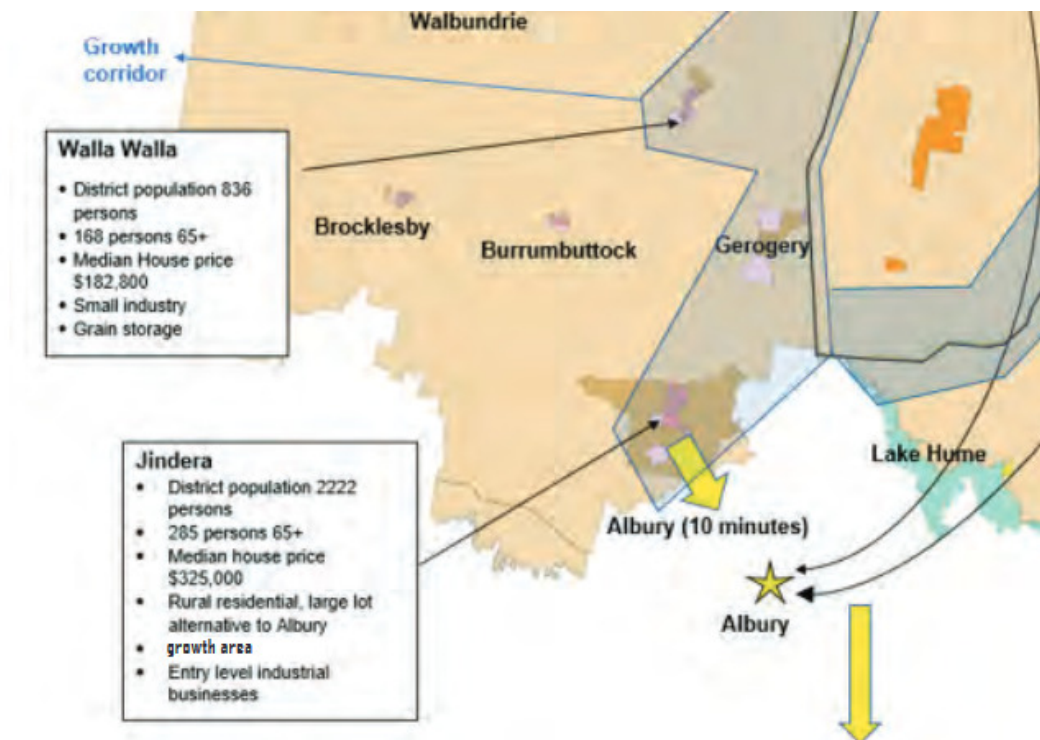 Walbundrie
Growth
corridor
Walla Walla
• District population 836
persons
• 168 persons 65+
• Median House price
$182,800
• Small industry
• Grain storage
Brocklesby
Burrumbuttock
Gerogery
Jindera
• District population 2222
persons
• 285 persons 65+
• Median house price
$325,000
• Rural residential, large lot
alternative to Albury
• growth area
• Entry level industrial
businesses
Lake Hume
Albury (10 minutes)
Albury